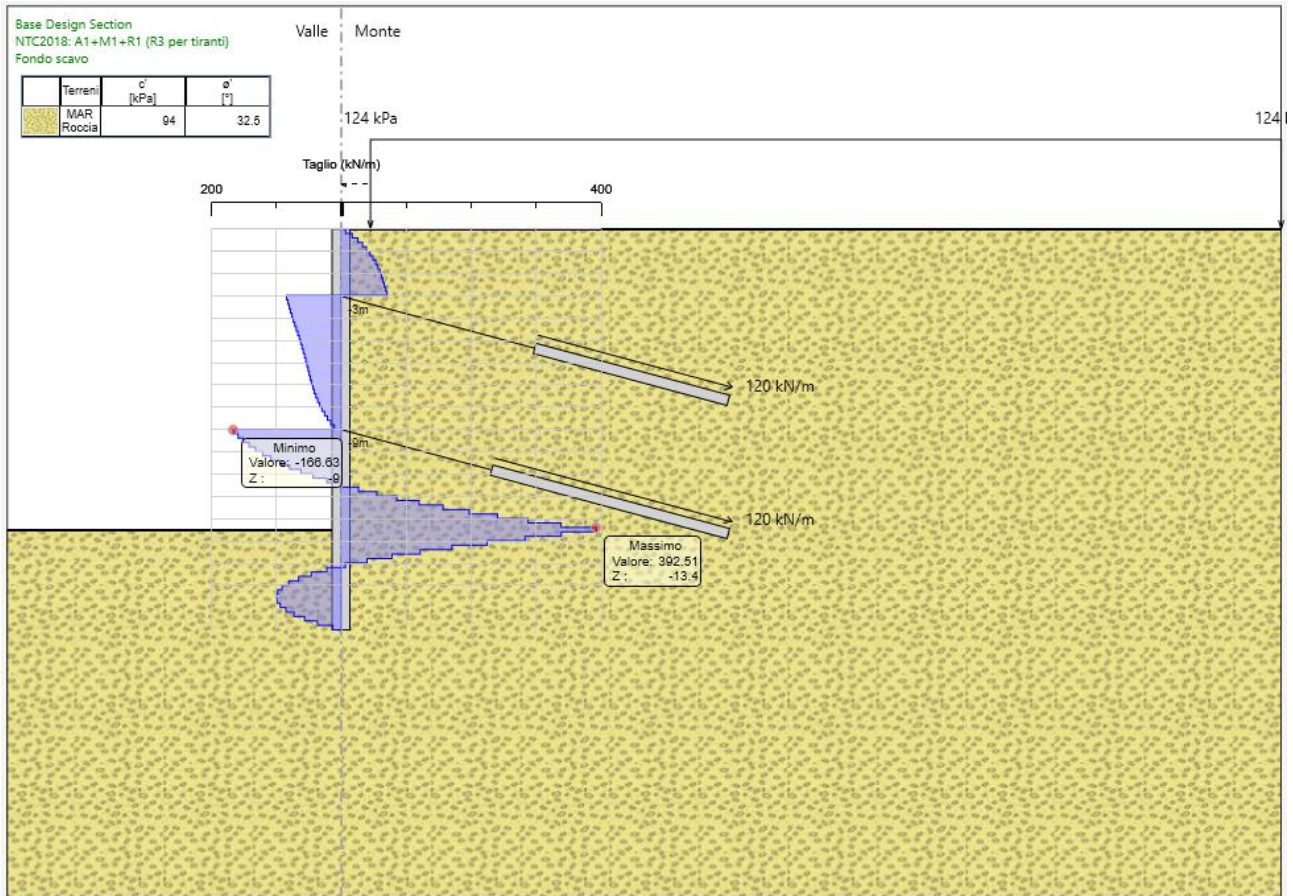 Base Design Section
NTC2018: A1+M1+R1 (R3 per tiranti)
Fondo scavo
Valle Monte
Terreni c' [kPa] ø' [°]
MAR Roccia 94 32.5
124 kPa
124
Taglio (kN/m)
200 400
-3m
120 kN/m
-9m
Minimo
Valore: -166.63
Z : -9
120 kN/m
Massimo
Valore: 392.51
Z : -13.4